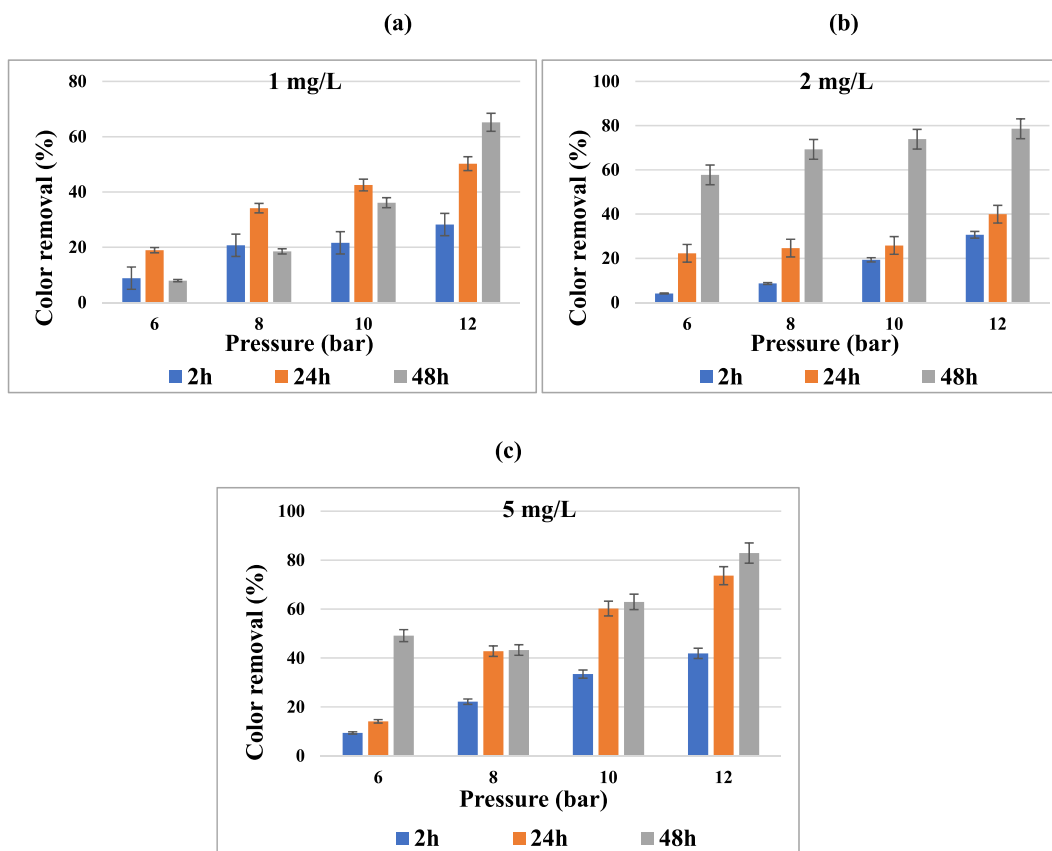 (a)
1 mg/L
Color removal (%)
80
60
40
20
0
6 8 10 12
Pressure (bar)
2h 24h 48h
(b)
2 mg/L
Color removal (%)
100
80
60
40
20
0
6 8 10 12
Pressure (bar)
2h 24h 48h
(c)
5 mg/L
Color removal (%)
100
80
60
40
20
0
6 8 10 12
Pressure (bar)
2h 24h 48h